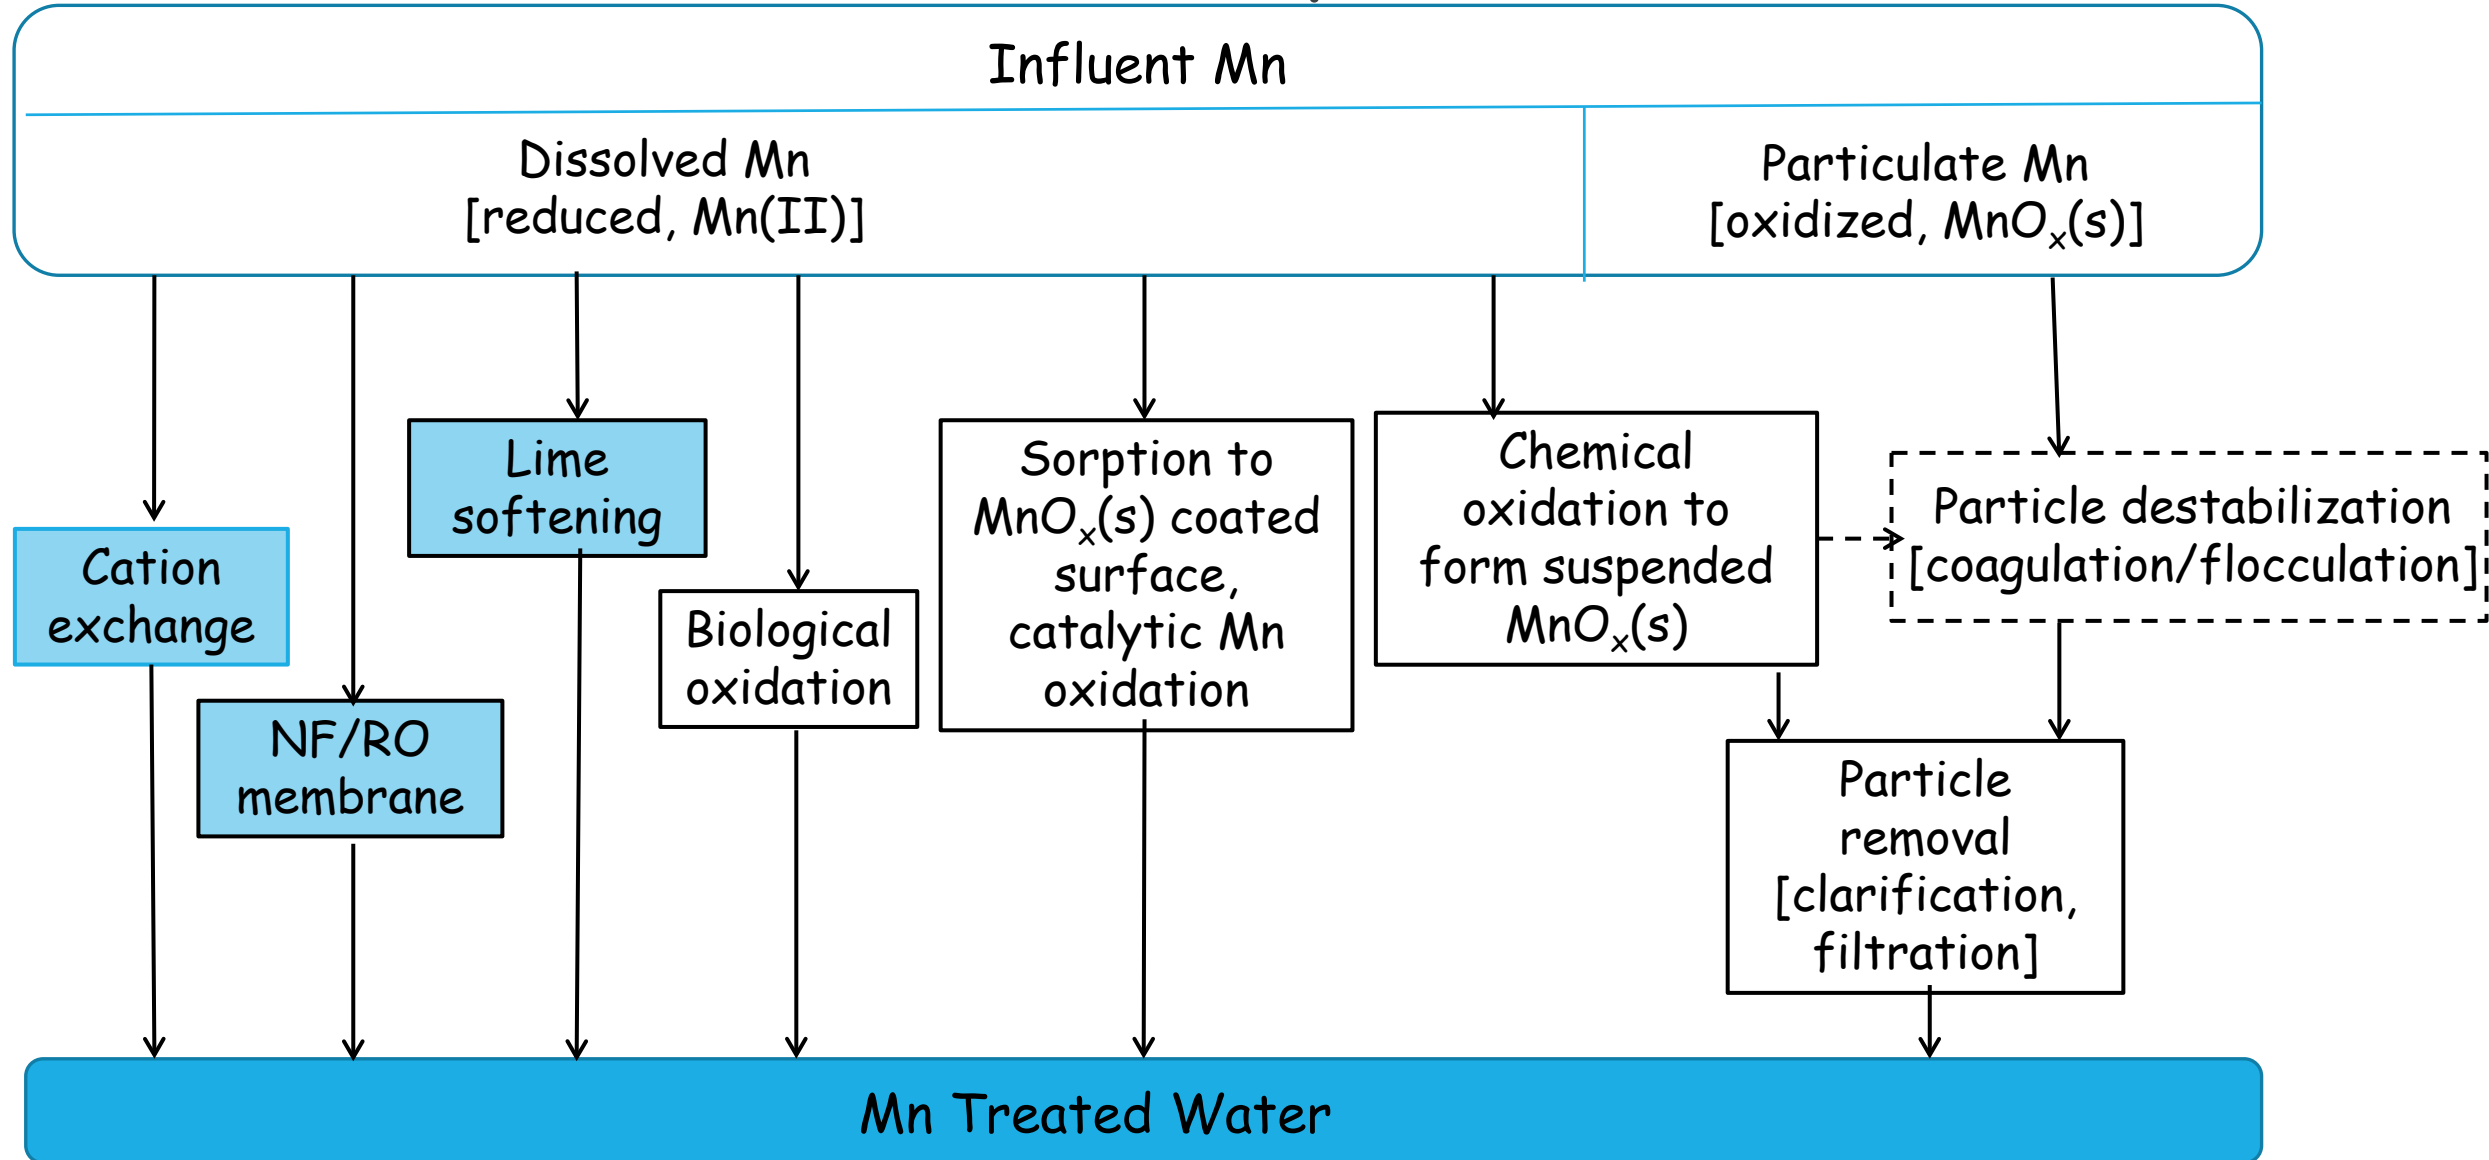 Influent Mn
Dissolved Mn
[reduced, Mn(II)]
Particulate Mn
[oxidized, MnOₓ(s)]
Cation
exchange
NF/RO
membrane
Lime
softening
Biological
oxidation
Sorption to
MnOₓ(s) coated
surface,
catalytic Mn
oxidation
Chemical
oxidation to
form suspended
MnOₓ(s)
Particle destabilization
[coagulation/flocculation]
Particle
removal
[clarification,
filtration]
Mn Treated Water